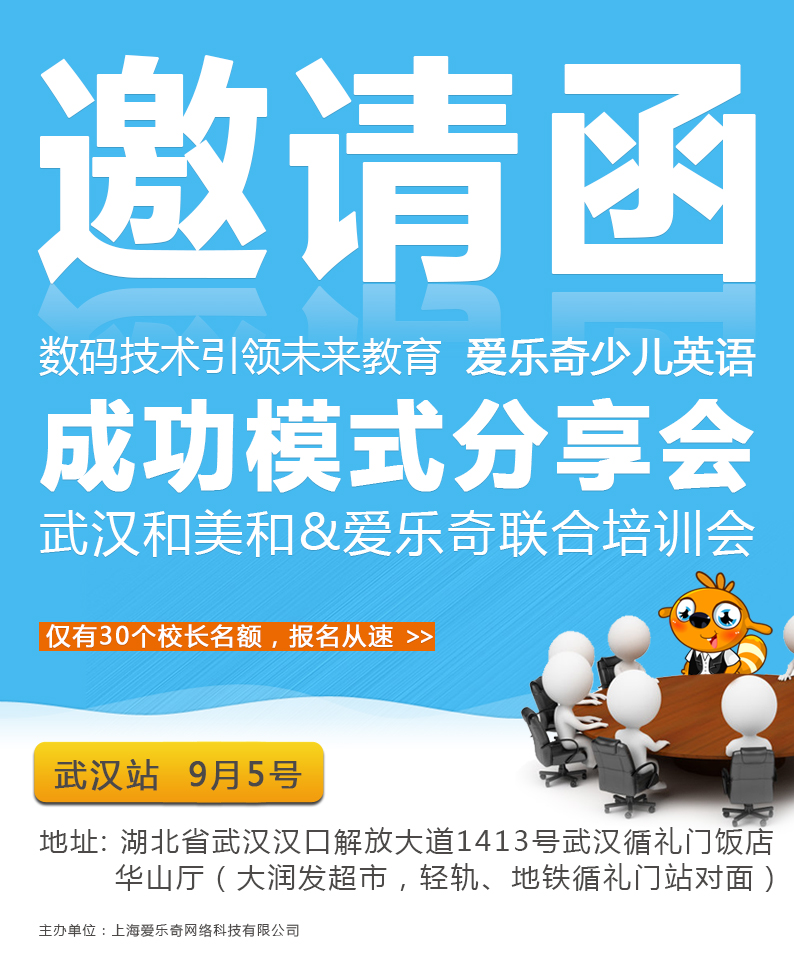 邀请函
数码技术引领未来教育 爱乐奇少儿英语
成功模式分享会
武汉和美和&爱乐奇联合培训会
仅有30个校长名额，报名从速 >>
武汉站 9月5号
地址: 湖北省武汉汉口解放大道1413号武汉循礼门饭店
华山厅（大润发超市，轻轨、地铁循礼门站对面）
主办单位：上海爱乐奇网络科技有限公司